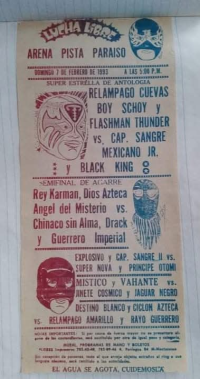 LUCHA LIBRE
ARENA PISTA PARAISO
DOMINGO 7 DE FEBRERO DE 1993 A LAS 5:00 P.M.
SUPER ESTRELLA DE ANTOLOGIA
RELAMPAGO CUEVAS
BOY SCHOY y
FLASHMAN THUNDER
vs. CAP. SANGRE
MEXICANO JR.
y BLACK KING
SEMIFINAL DE AGARRE
Rey Karman, Dios Azteca
Angel del Misterio vs.
Chinaco sin Alma, Drack
y Guerrero Imperial
EXPLOSIVO y CAP. SANGRE II vs.
SUPER NOVA y PRINCIPE OTOMI
MISTICO y VAHANTE vs.
JINETE COSMICO y JAGUAR NEGRO
DESTINO BLANCO y CICLON AZTECA
vs RELAMPAGO AMARILLO y RAYO GUERRERO
EL AGUA SE AGOTA, CUIDEMOSLA